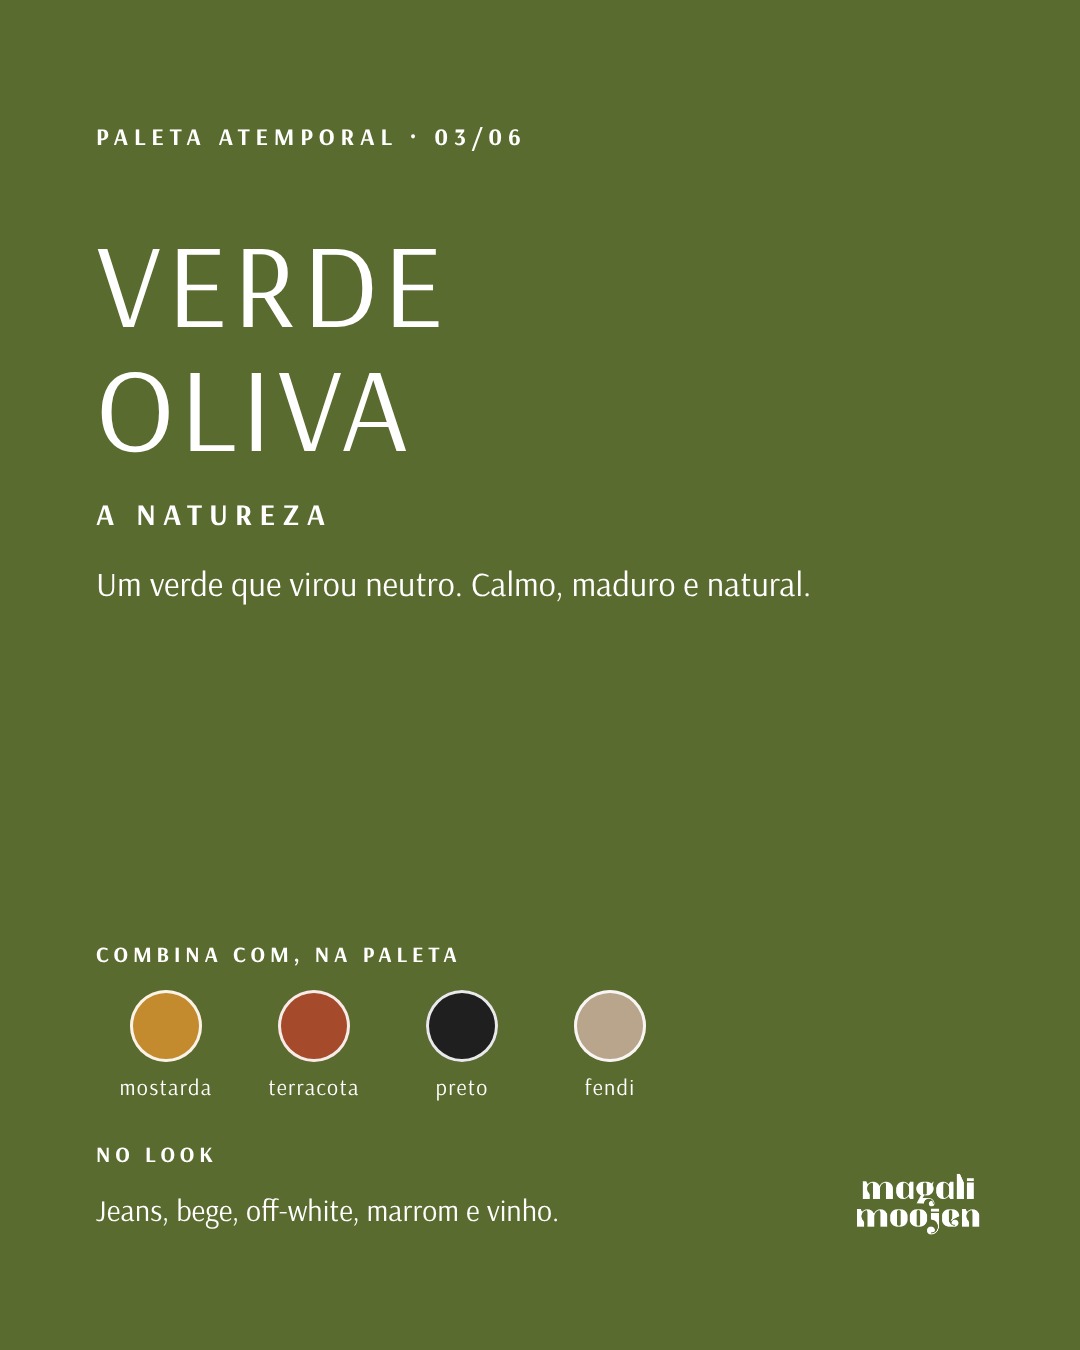 PALETA ATEMPORAL · 03/06
VERDE
OLIVA
A NATUREZA
Um verde que virou neutro. Calmo, maduro e natural.
COMBINA COM, NA PALETA
mostarda terracota preto fendi
NO LOOK
Jeans, bege, off-white, marrom e vinho.
magali
moojen